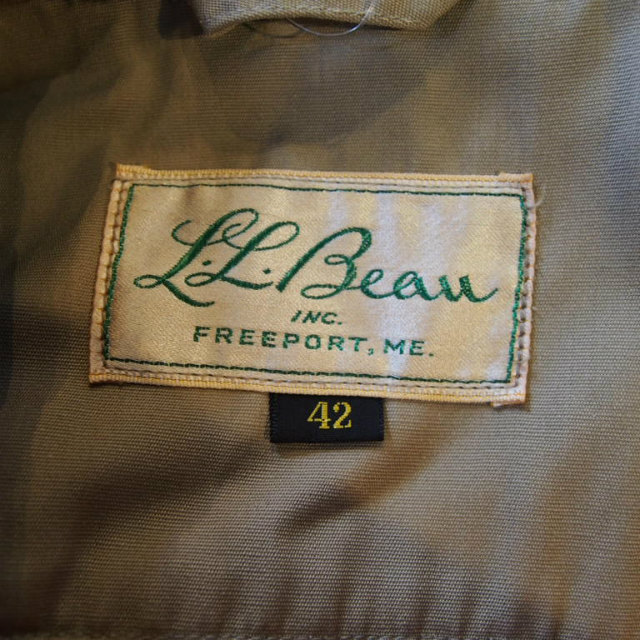 L.L.Bean
INC.
FREEPORT, ME.
42